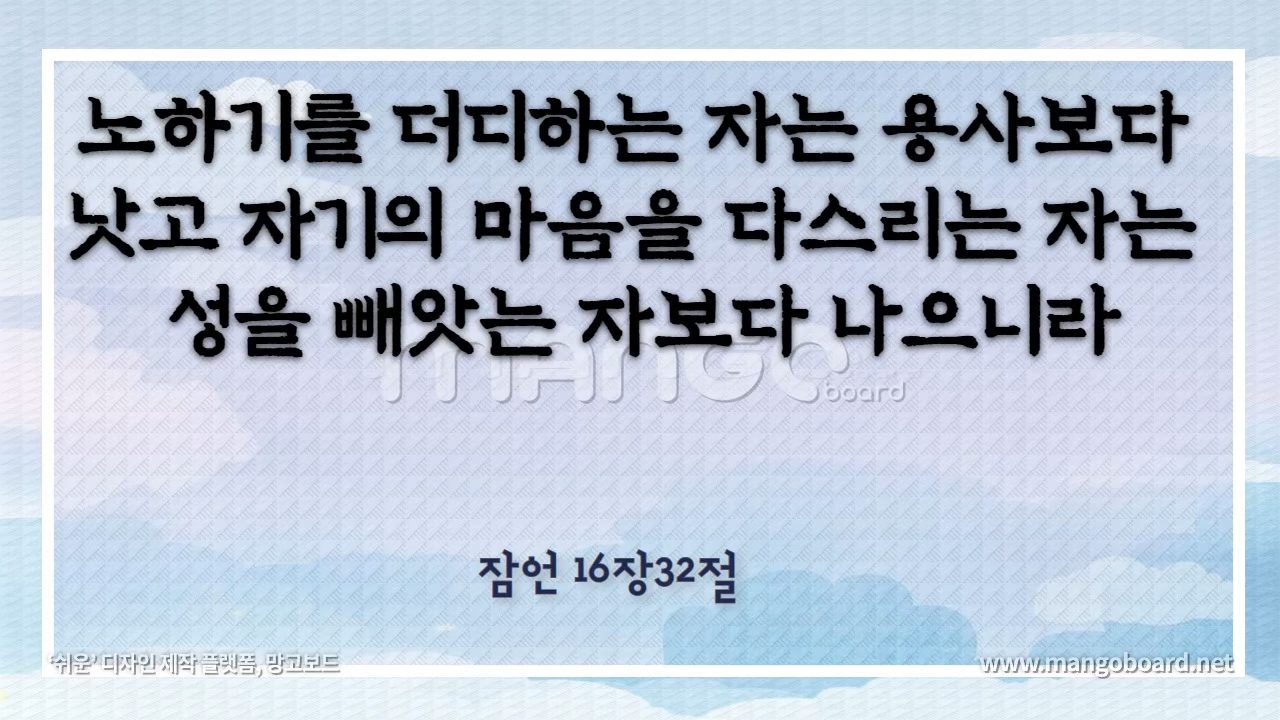 노하기를 더디하는 자는 용사보다
낫고 자기의 마음을 다스리는 자는
성을 빼앗는 자보다 나으니라
mango
board
잠언 16장32절
'쉬운' 디자인 제작 플랫폼, 망고보드
www.mangoboard.net